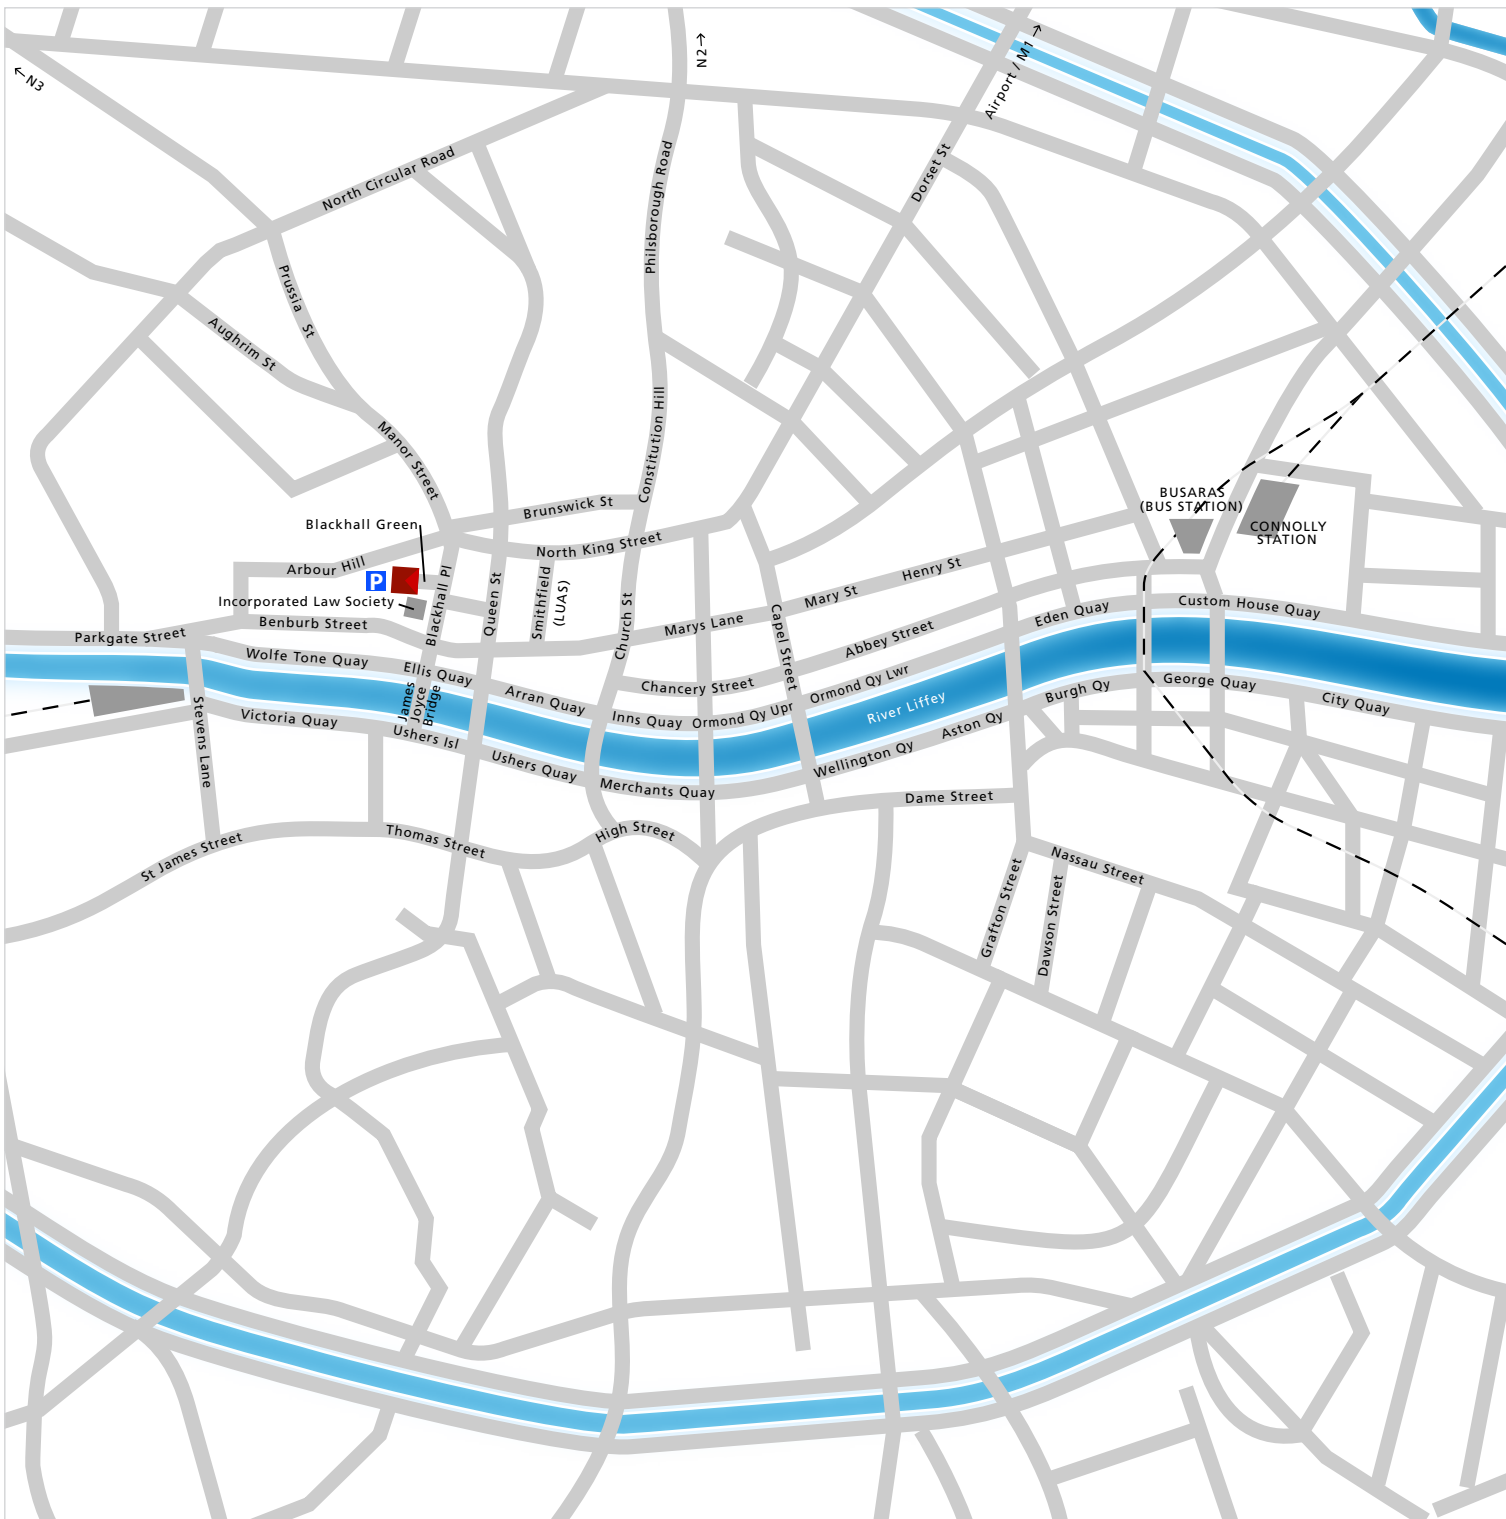 N2→
←N3
Airport / M1→
Dorset St
North Circular Road
Philsborough Road
Prussia St
Aughrim St
Manor Street
Constitution Hill
Brunswick St
Blackhall Green
North King Street
BUSARAS
(BUS STATION)
CONNOLLY
STATION
Arbour Hill
P
Incorporated Law Society
Blackhall Pl
Queen St
Smithfield
(LUAS)
Church St
Henry St
Mary St
Marys Lane
Capel Street
Abbey Street
Eden Quay
Custom House Quay
Parkgate Street
Benburb Street
Wolfe Tone Quay
Ellis Quay
Arran Quay
Chancery Street
Inns Quay
Ormond Qy Upr
Ormond Qy Lwr
River Liffey
James
Joyce
Bridge
Stevens Lane
Victoria Quay
Ushers Isl
Ushers Quay
Merchants Quay
Wellington Qy
Aston Qy
Burgh Qy
George Quay
City Quay
Dame Street
St James Street
Thomas Street
High Street
Nassau Street
Grafton Street
Dawson Street